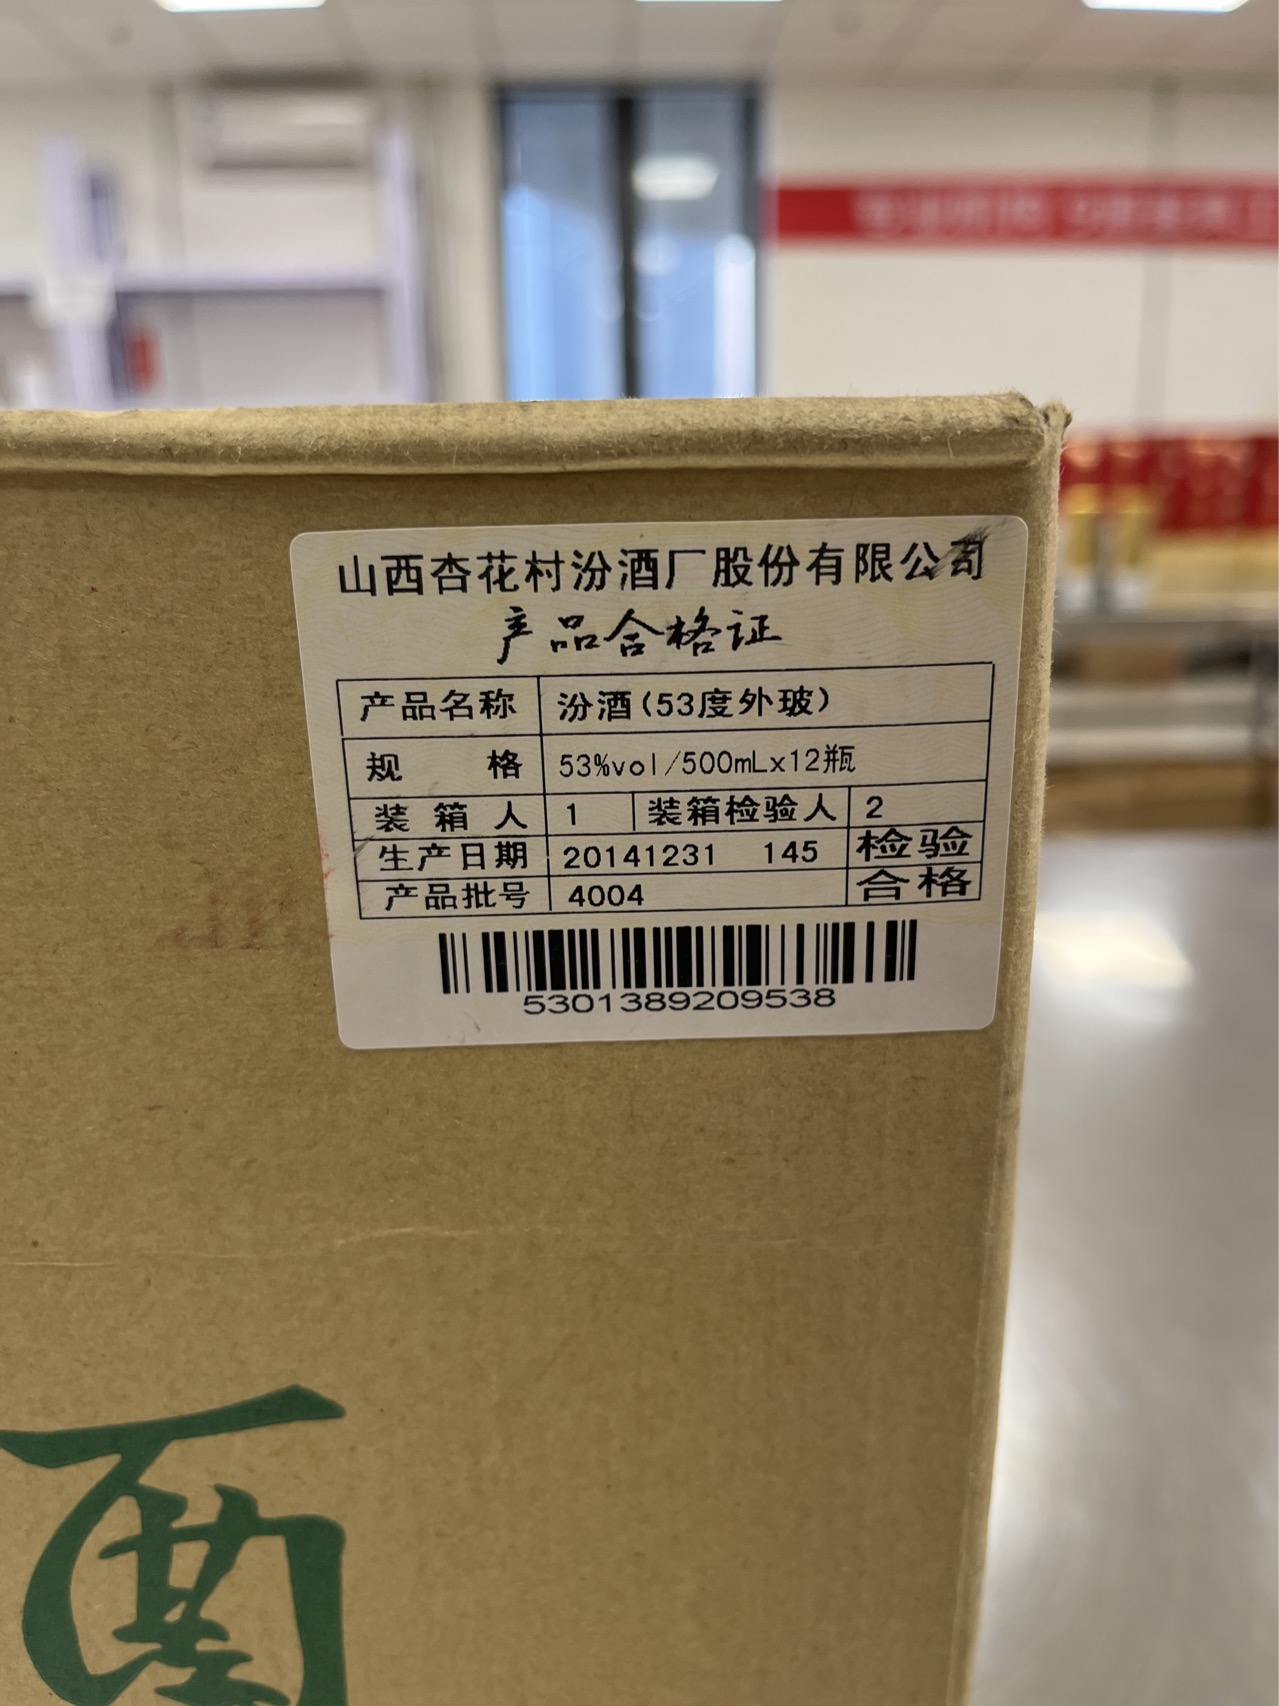 山西杏花村汾酒厂股份有限公司
产品合格证
产品名称 汾酒(53度外玻)
规 格 53%vol/500mLx12瓶
装箱人 1 装箱检验人 2
生产日期 20141231 145 检验
产品批号 4004 合格
5301389209538